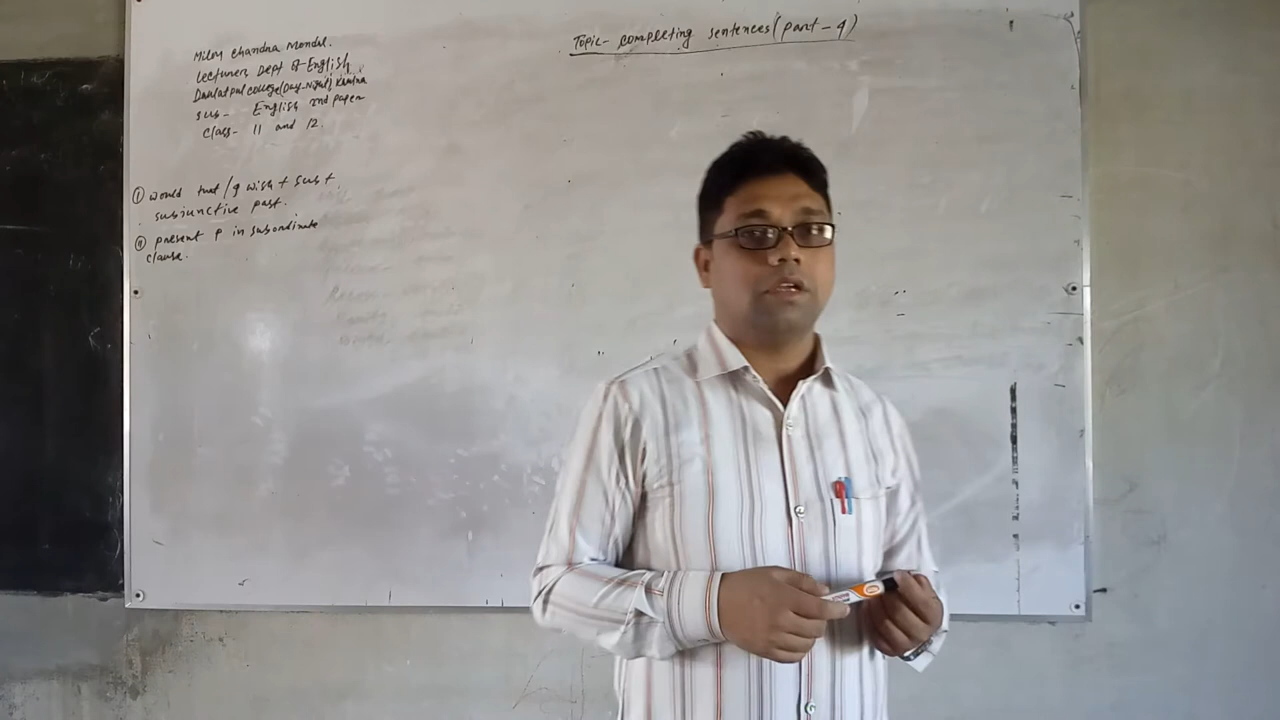 Milon Chandra Mondal.
Lecturer, Dept of English
Daulatpur College (Day-Night), Khulna
Sub- English 2nd paper
Class- 11 and 12.
Topic- completing sentences (part-4)
① would that / I wish + sub +
subjunctive past.
② present p in subordinate
clause.